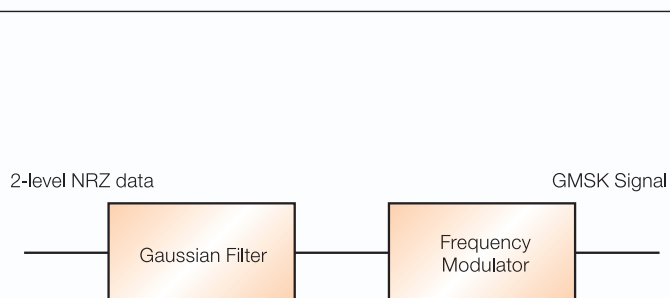 2-level NRZ data
GMSK Signal
Gaussian Filter
Frequency
Modulator